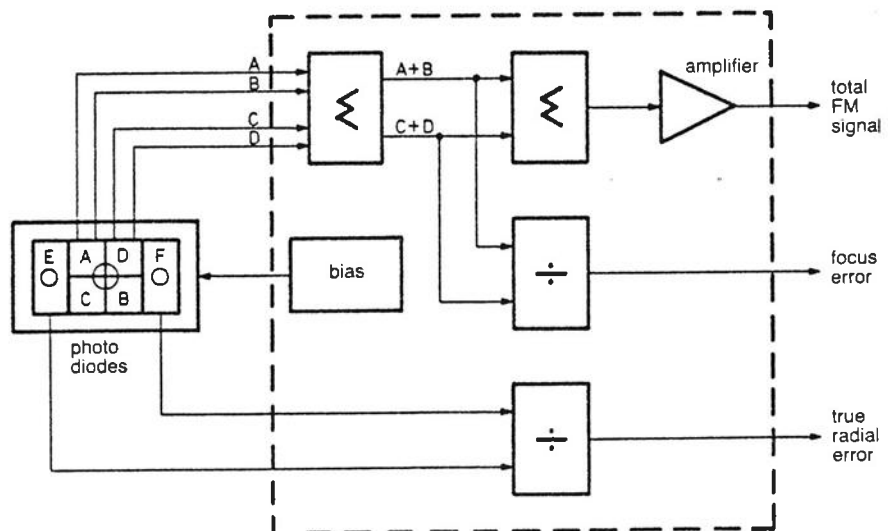 A
B
C
D
A+B
C+D
Σ
Σ
amplifier
total
FM
signal
E
A
D
F
C
B
photo
diodes
bias
÷
focus
error
÷
true
radial
error